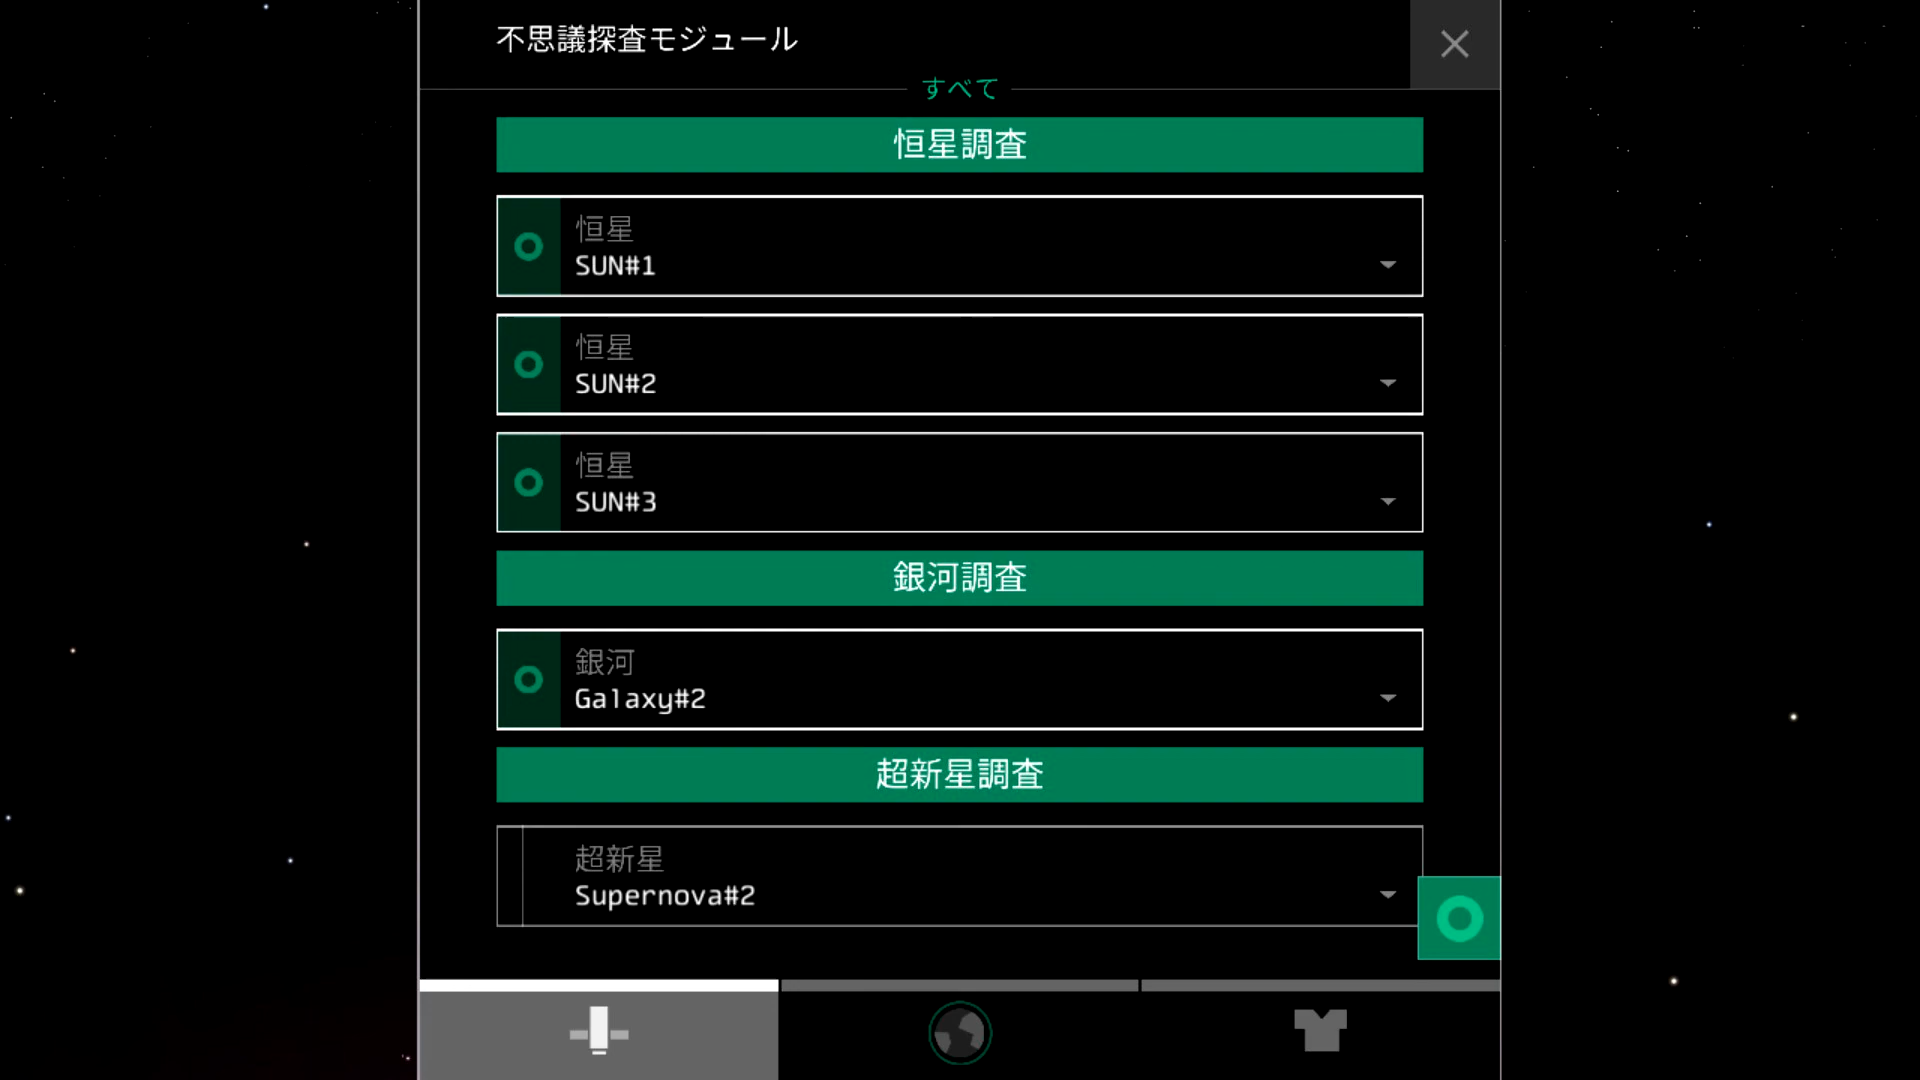 不思議探査モジュール
すべて
恒星調査
恒星
SUN#1
恒星
SUN#2
恒星
SUN#3
銀河調査
銀河
Galaxy#2
超新星調査
超新星
Supernova#2